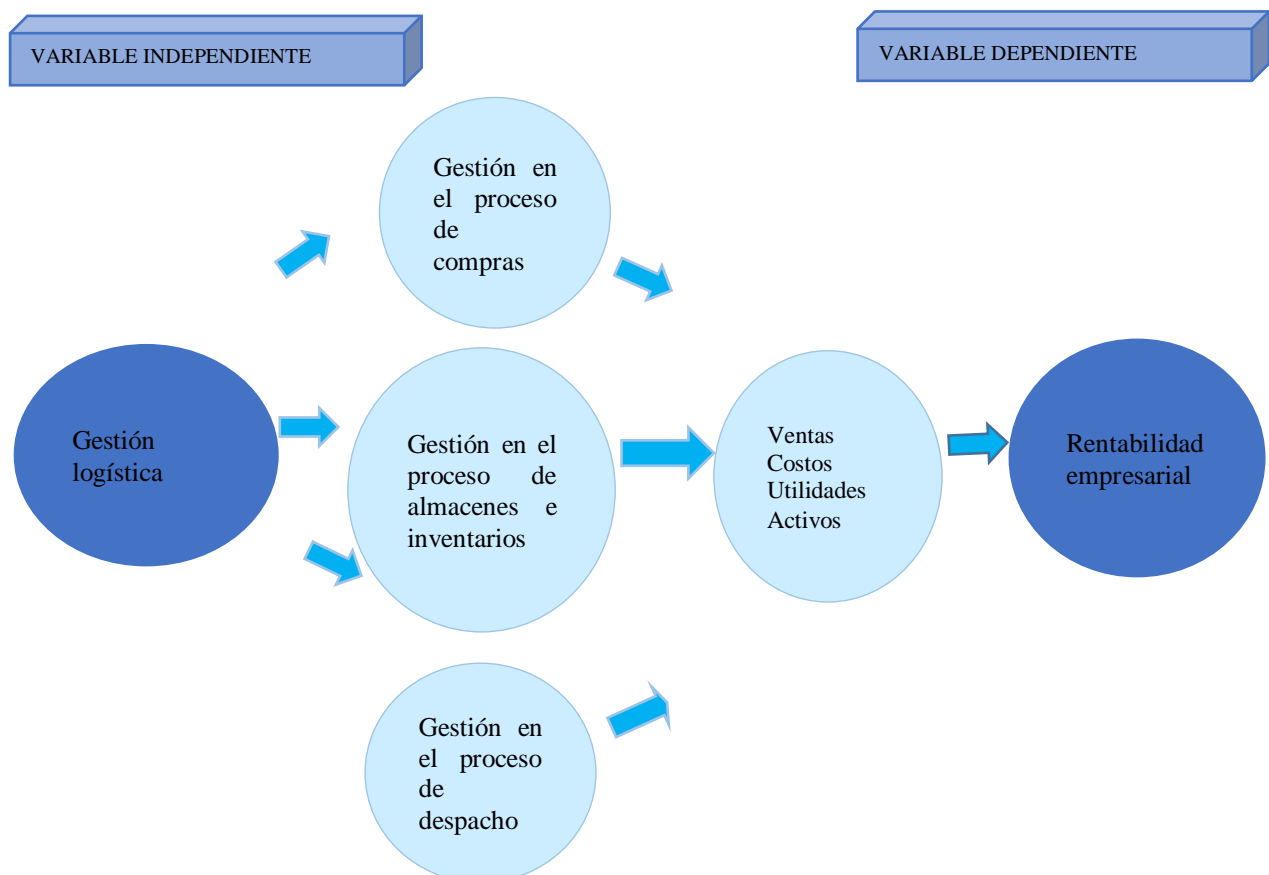 VARIABLE INDEPENDIENTE
VARIABLE DEPENDIENTE
Gestión en
el proceso
de
compras
Gestión
logística
Gestión en el
proceso de
almacenes e
inventarios
Ventas
Costos
Utilidades
Activos
Rentabilidad
empresarial
Gestión en
el proceso
de
despacho